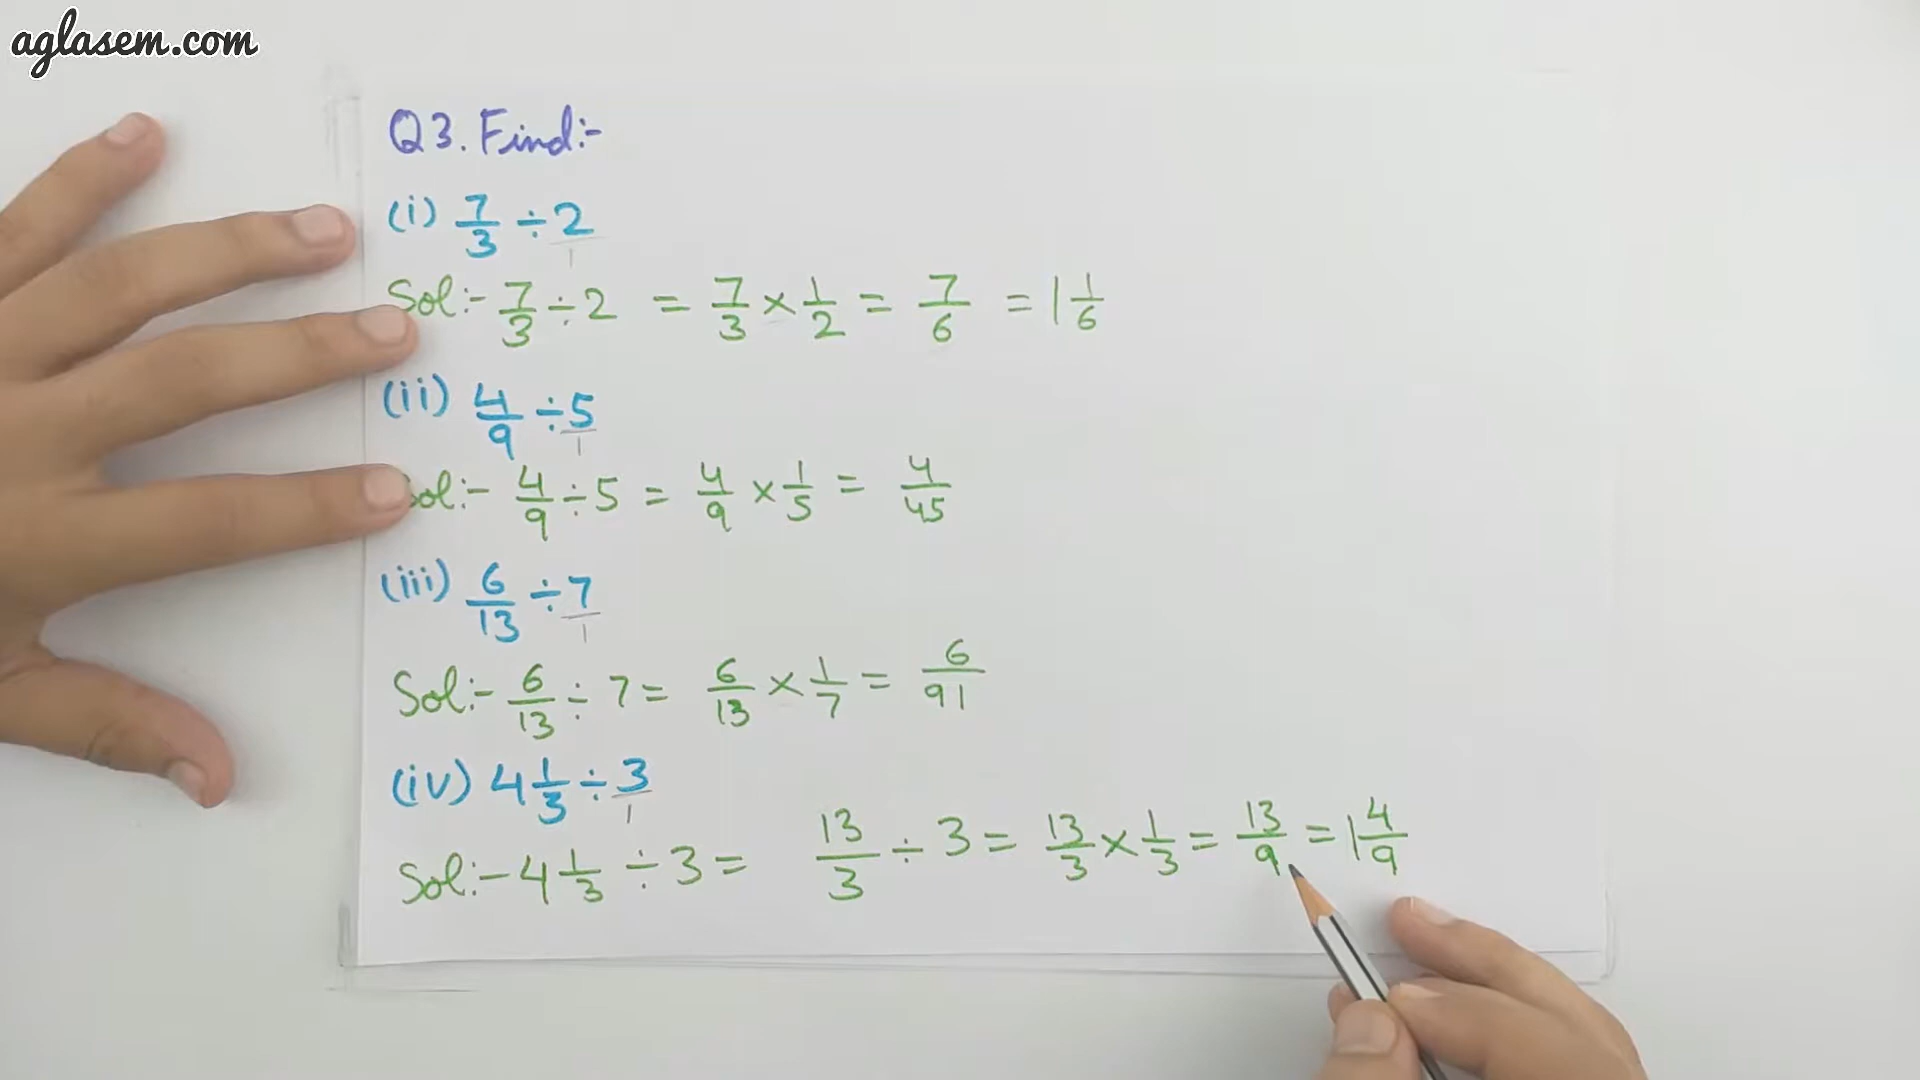 aglasem.com
Q3. Find:-
(i) 7/3 ÷ 2/1
Sol:- 7/3 ÷ 2 = 7/3 × 1/2 = 7/6 = 1 1/6
(ii) 4/9 ÷ 5/1
Sol:- 4/9 ÷ 5 = 4/9 × 1/5 = 4/45
(iii) 6/13 ÷ 7/1
Sol:- 6/13 ÷ 7 = 6/13 × 1/7 = 6/91
(iv) 4 1/3 ÷ 3/1
Sol:- 4 1/3 ÷ 3 = 13/3 ÷ 3 = 13/3 × 1/3 = 13/9 = 1 4/9